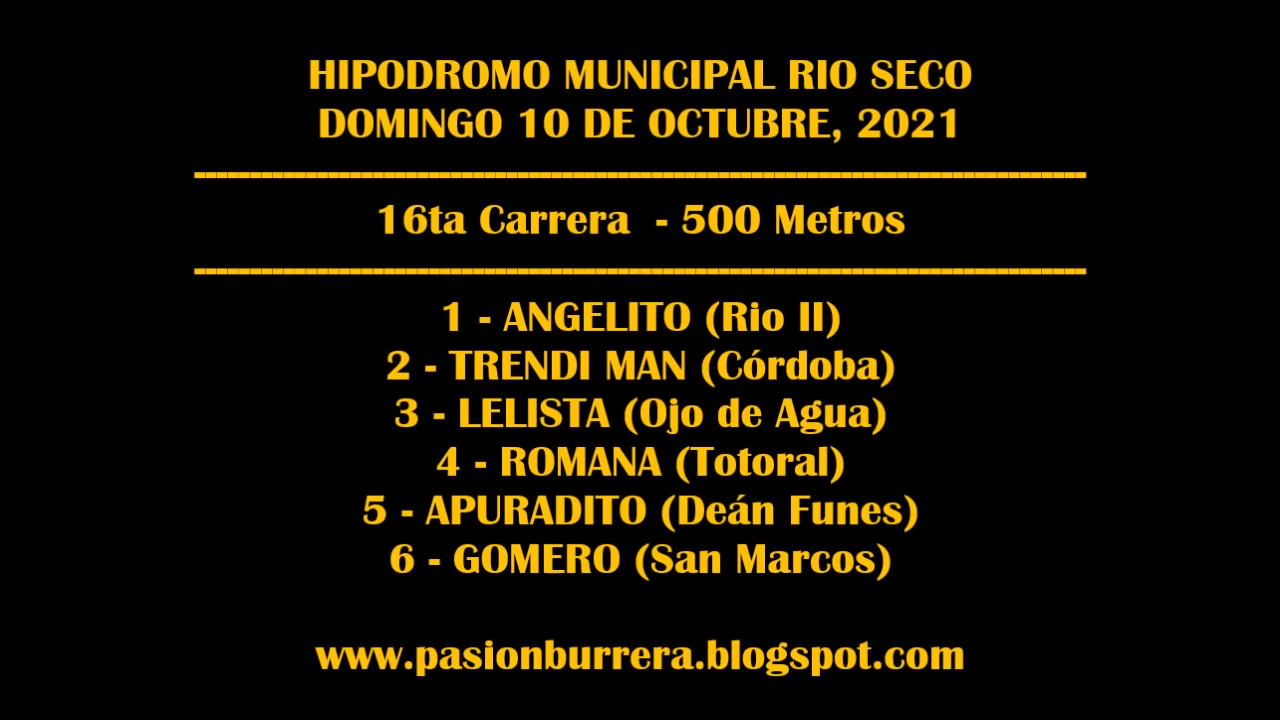 HIPODROMO MUNICIPAL RIO SECO
DOMINGO 10 DE OCTUBRE, 2021
--------------------------------------------------------------------------------
16ta Carrera - 500 Metros
--------------------------------------------------------------------------------
1 - ANGELITO (Rio II)
2 - TRENDI MAN (Córdoba)
3 - LELISTA (Ojo de Agua)
4 - ROMANA (Totoral)
5 - APURADITO (Deán Funes)
6 - GOMERO (San Marcos)
www.pasionburrera.blogspot.com